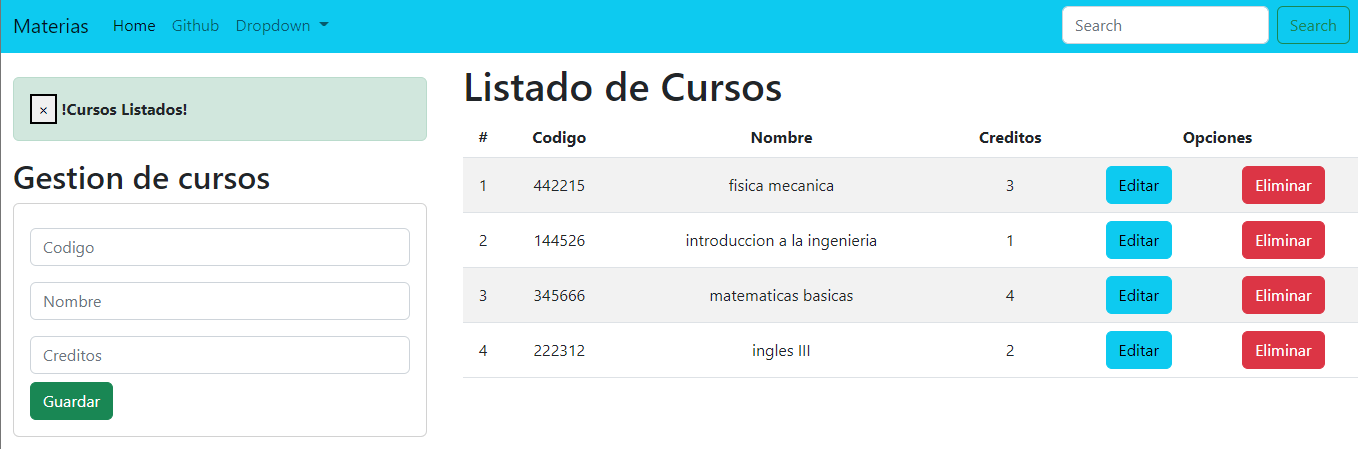 Materias Home Github Dropdown Search Search
× !Cursos Listados!
Gestion de cursos
Codigo
Nombre
Creditos
Guardar
Listado de Cursos
# Codigo Nombre Creditos Opciones
1 442215 fisica mecanica 3 Editar Eliminar
2 144526 introduccion a la ingenieria 1 Editar Eliminar
3 345666 matematicas basicas 4 Editar Eliminar
4 222312 ingles III 2 Editar Eliminar